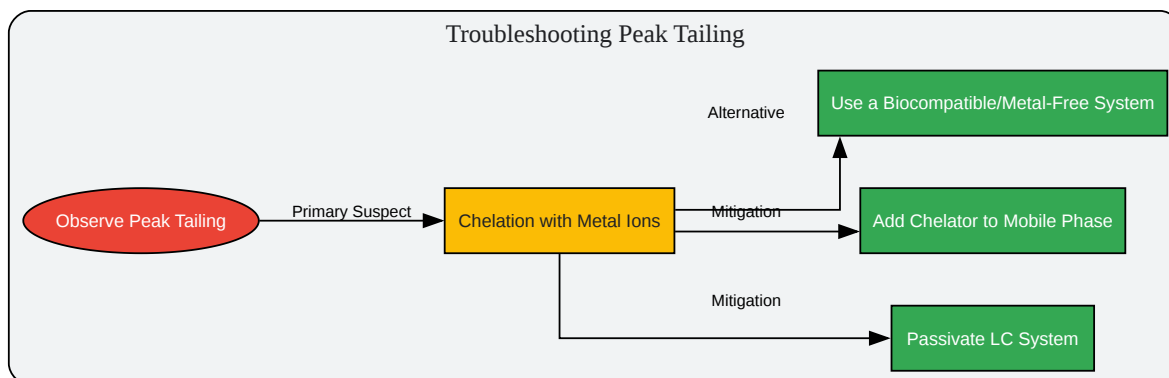 Troubleshooting Peak Tailing
Use a Biocompatible/Metal-Free System
Alternative
Observe Peak Tailing
Primary Suspect
Chelation with Metal Ions
Mitigation
Add Chelator to Mobile Phase
Mitigation
Passivate LC System